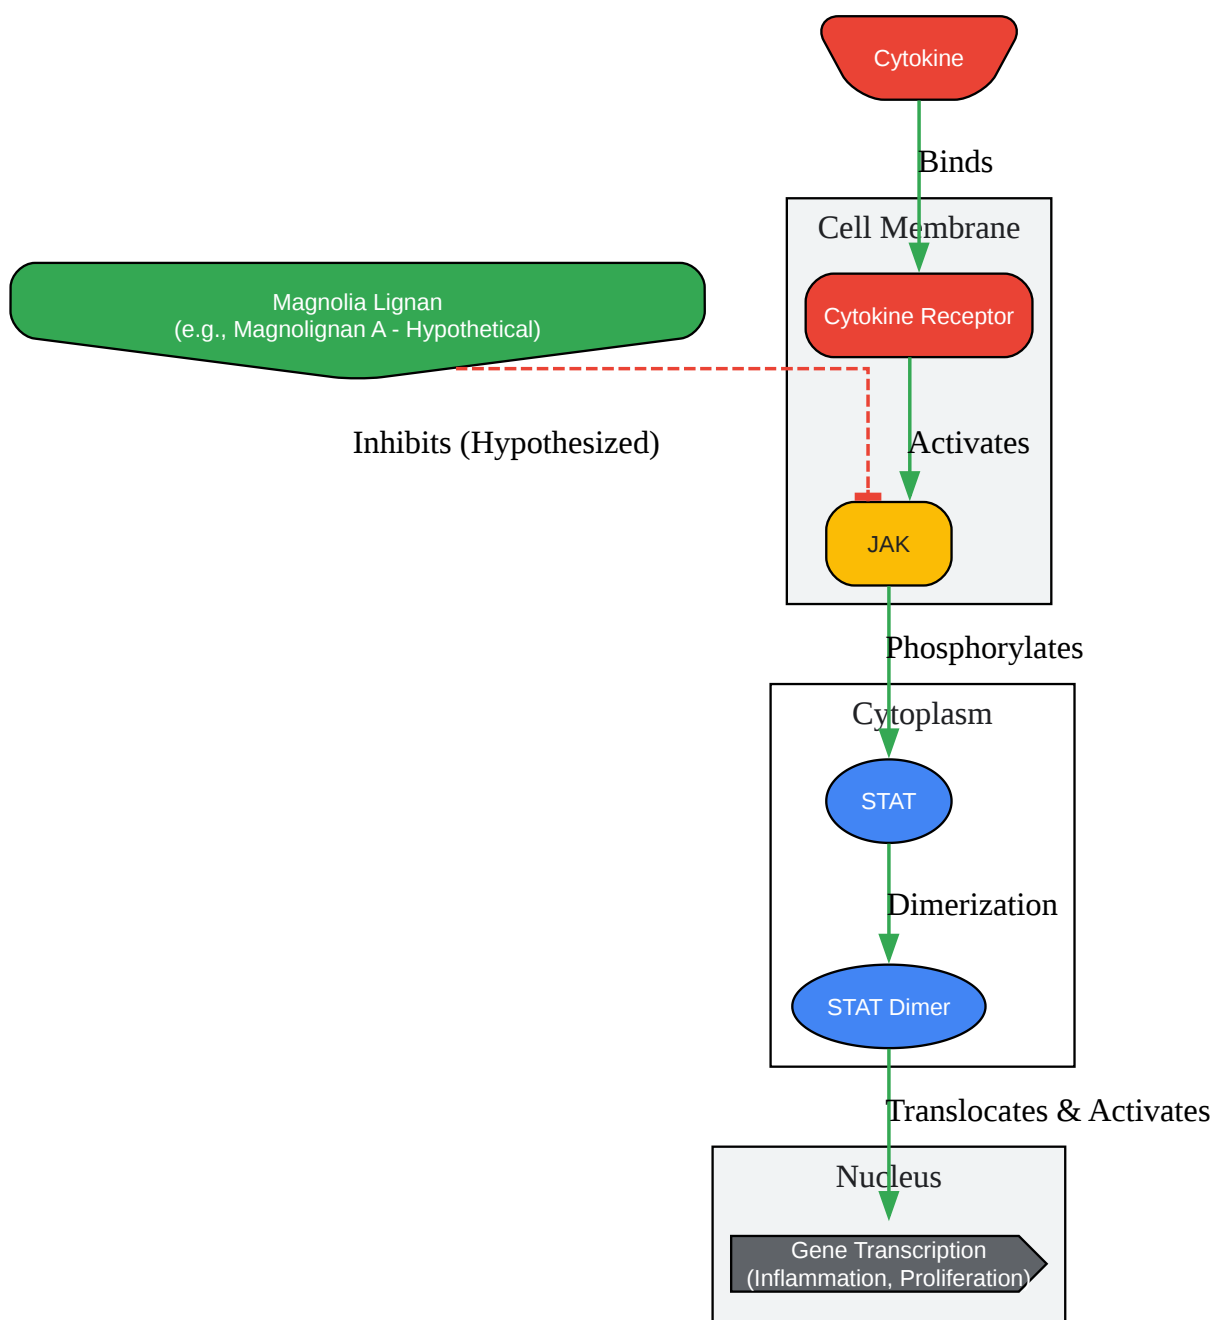 Cytokine
Binds
Cell Membrane
Magnolia Lignan
(e.g., Magnolignan A - Hypothetical)
Cytokine Receptor
Inhibits (Hypothesized)
Activates
JAK
Phosphorylates
Cytoplasm
STAT
Dimerization
STAT Dimer
Translocates & Activates
Nucleus
Gene Transcription
(Inflammation, Proliferation)